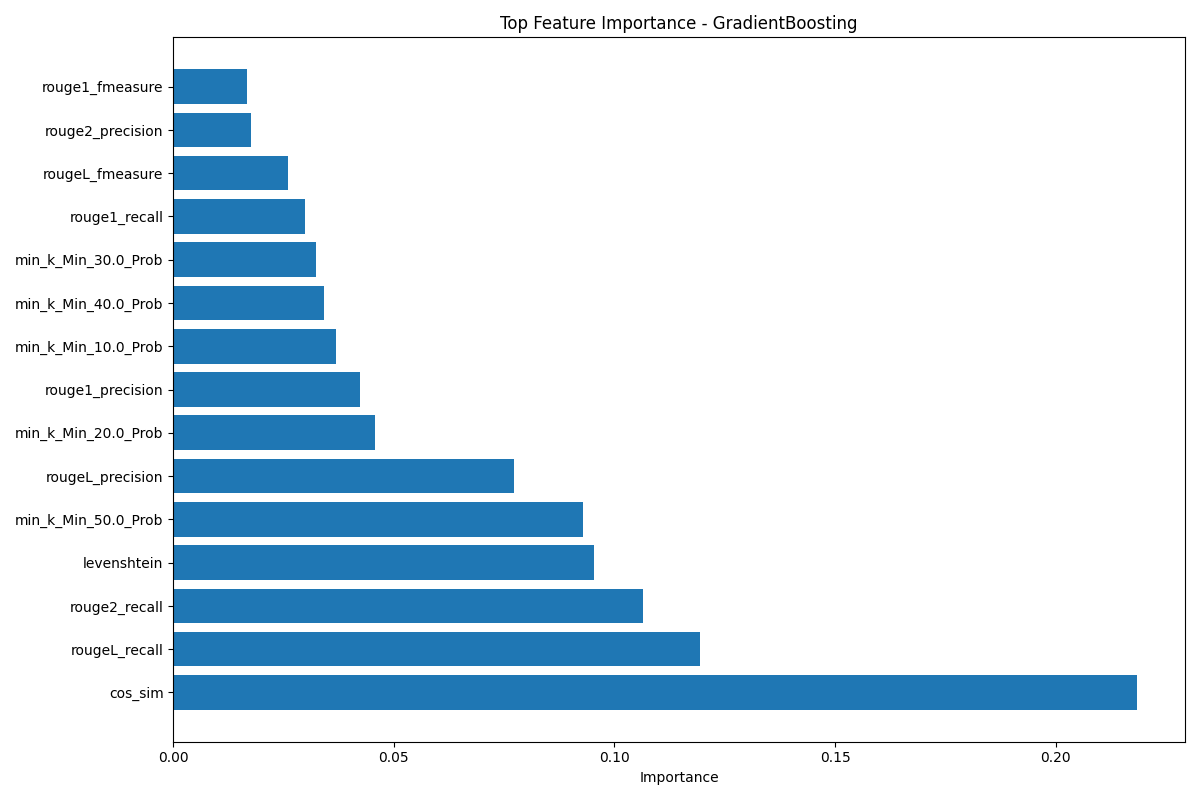 Top Feature Importance - GradientBoosting
rouge1_fmeasure
rouge2_precision
rougeL_fmeasure
rouge1_recall
min_k_Min_30.0_Prob
min_k_Min_40.0_Prob
min_k_Min_10.0_Prob
rouge1_precision
min_k_Min_20.0_Prob
rougeL_precision
min_k_Min_50.0_Prob
levenshtein
rouge2_recall
rougeL_recall
cos_sim
0.00 0.05 0.10 0.15 0.20
Importance